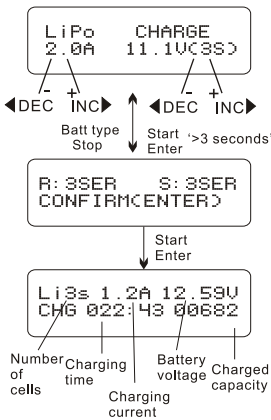 LiPo CHARGE
2.0A 11.1V(3S)
- + - +
◀DEC INC▶ ◀DEC INC▶
Batt type
Stop
Start
Enter
'>3 seconds'
R: 3SER S: 3SER
CONFIRM(ENTER)
Start
Enter
Li3s 1.2A 12.59V
CHG 022:43 00682
Number
of
cells
Charging
time
Charging
current
Battery
voltage
Charged
capacity